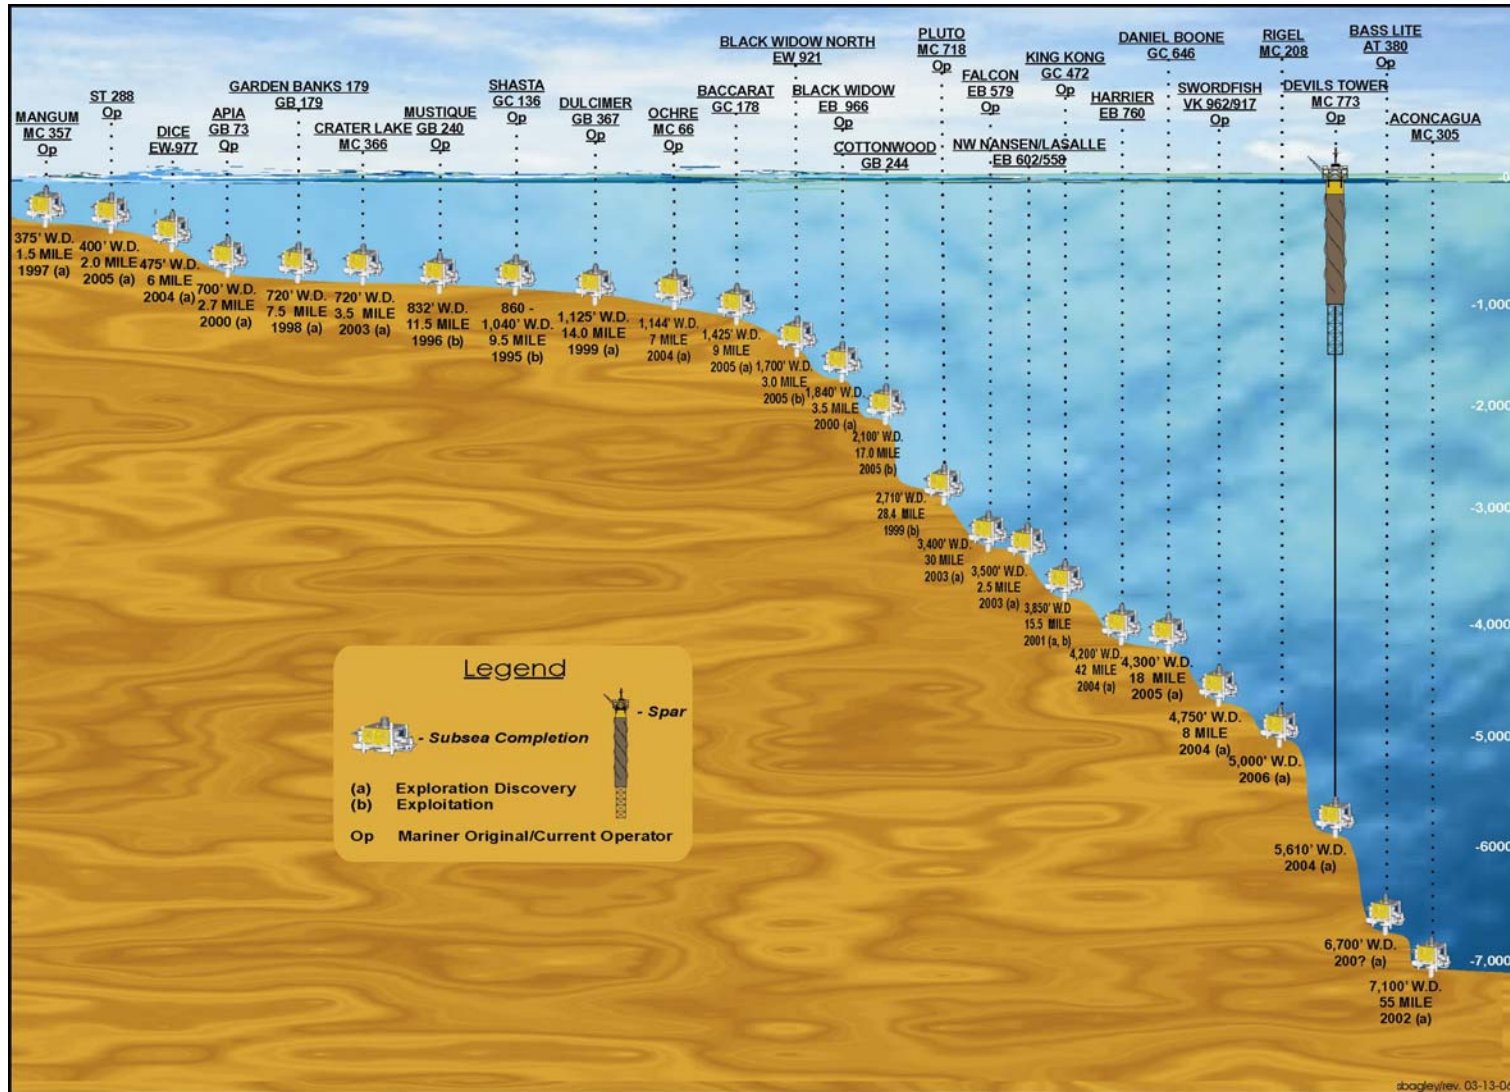 MANGUM
MC 357
Op
ST 288
Op
DICE
EW-977
APIA
GB 73
Op
GARDEN BANKS 179
GB 179
CRATER LAKE
MC 366
MUSTIQUE
GB 240
Op
SHASTA
GC 136
Op
DULCIMER
GB 367
Op
OCHRE
MC 66
Op
BACCARAT
GC 178
BLACK WIDOW NORTH
EW 921
BLACK WIDOW
EB 966
Op
COTTONWOOD
GB 244
PLUTO
MC 718
Op
FALCON
EB 579
Op
NW NANSEN/LASALLE
EB 602/558
KING KONG
GC 472
Op
HARRIER
EB 760
DANIEL BOONE
GC 646
SWORDFISH
VK 962/917
Op
RIGEL
MC 208
DEVILS TOWER
MC 773
Op
BASS LITE
AT 380
Op
ACONCAGUA
MC 305
375' W.D.
1.5 MILE
1997 (a)
400' W.D.
2.0 MILE
2005 (a)
475' W.D.
6 MILE
2004 (a)
700' W.D.
2.7 MILE
2000 (a)
720' W.D.
7.5 MILE
1998 (a)
720' W.D.
3.5 MILE
2003 (a)
832' W.D.
11.5 MILE
1996 (b)
860 -
1,040' W.D.
9.5 MILE
1995 (b)
1,125' W.D.
14.0 MILE
1999 (a)
1,144' W.D.
7 MILE
2004 (a)
1,425' W.D.
9 MILE
2005 (a)
1,700' W.D.
3.0 MILE
2005 (b)
1,840' W.D.
3.5 MILE
2000 (a)
2,100' W.D.
17.0 MILE
2005 (b)
2,710' W.D.
28.4 MILE
1999 (b)
3,400' W.D.
30 MILE
2003 (a)
3,500' W.D.
2.5 MILE
2003 (a)
3,850' W.D
15.5 MILE
2001 (a, b)
4,200' W.D.
42 MILE
2004 (a)
4,300' W.D.
18 MILE
2005 (a)
4,750' W.D.
8 MILE
2004 (a)
5,000' W.D.
2006 (a)
5,610' W.D.
2004 (a)
6,700' W.D.
200? (a)
7,100' W.D.
55 MILE
2002 (a)
0
-1,000
-2,000
-3,000
-4,000
-5,000
-6000
-7,000
Legend
- Subsea Completion
- Spar
(a) Exploration Discovery
(b) Exploitation
Op Mariner Original/Current Operator